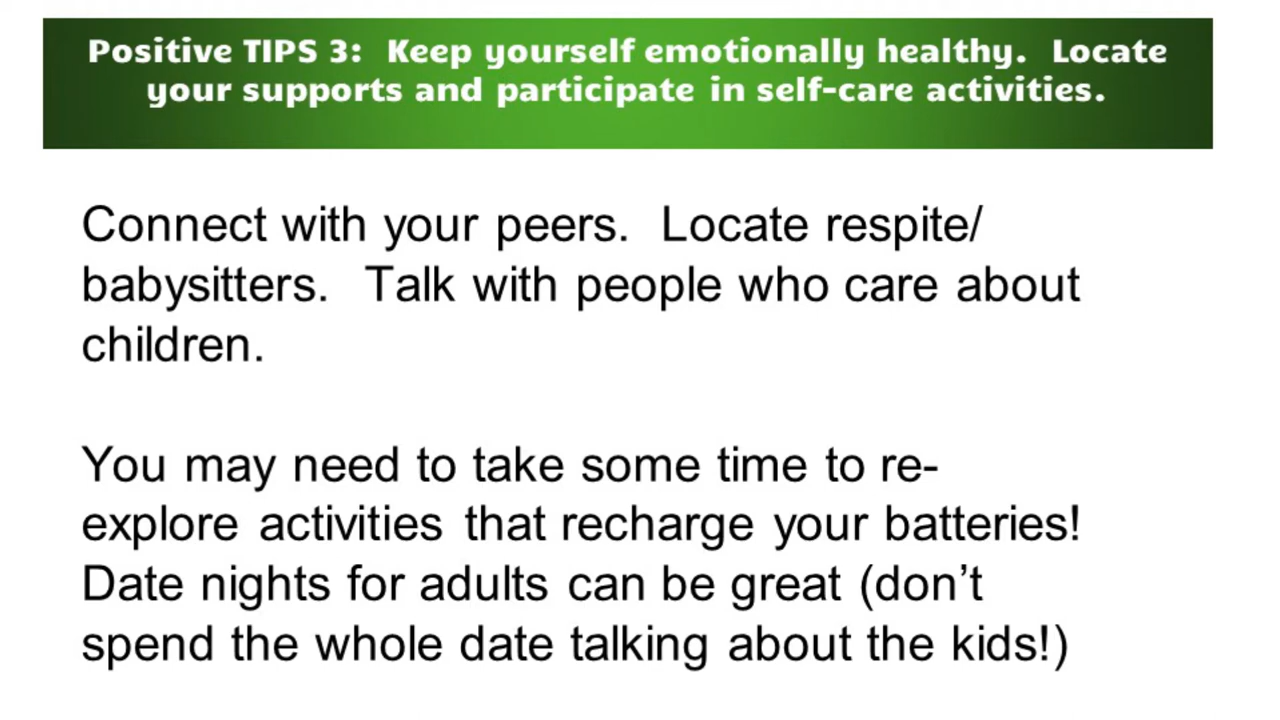 Positive TIPS 3:  Keep yourself emotionally healthy.  Locate
your supports and participate in self-care activities.
Connect with your peers.  Locate respite/
babysitters.  Talk with people who care about
children.
You may need to take some time to re-
explore activities that recharge your batteries!
Date nights for adults can be great (don’t
spend the whole date talking about the kids!)